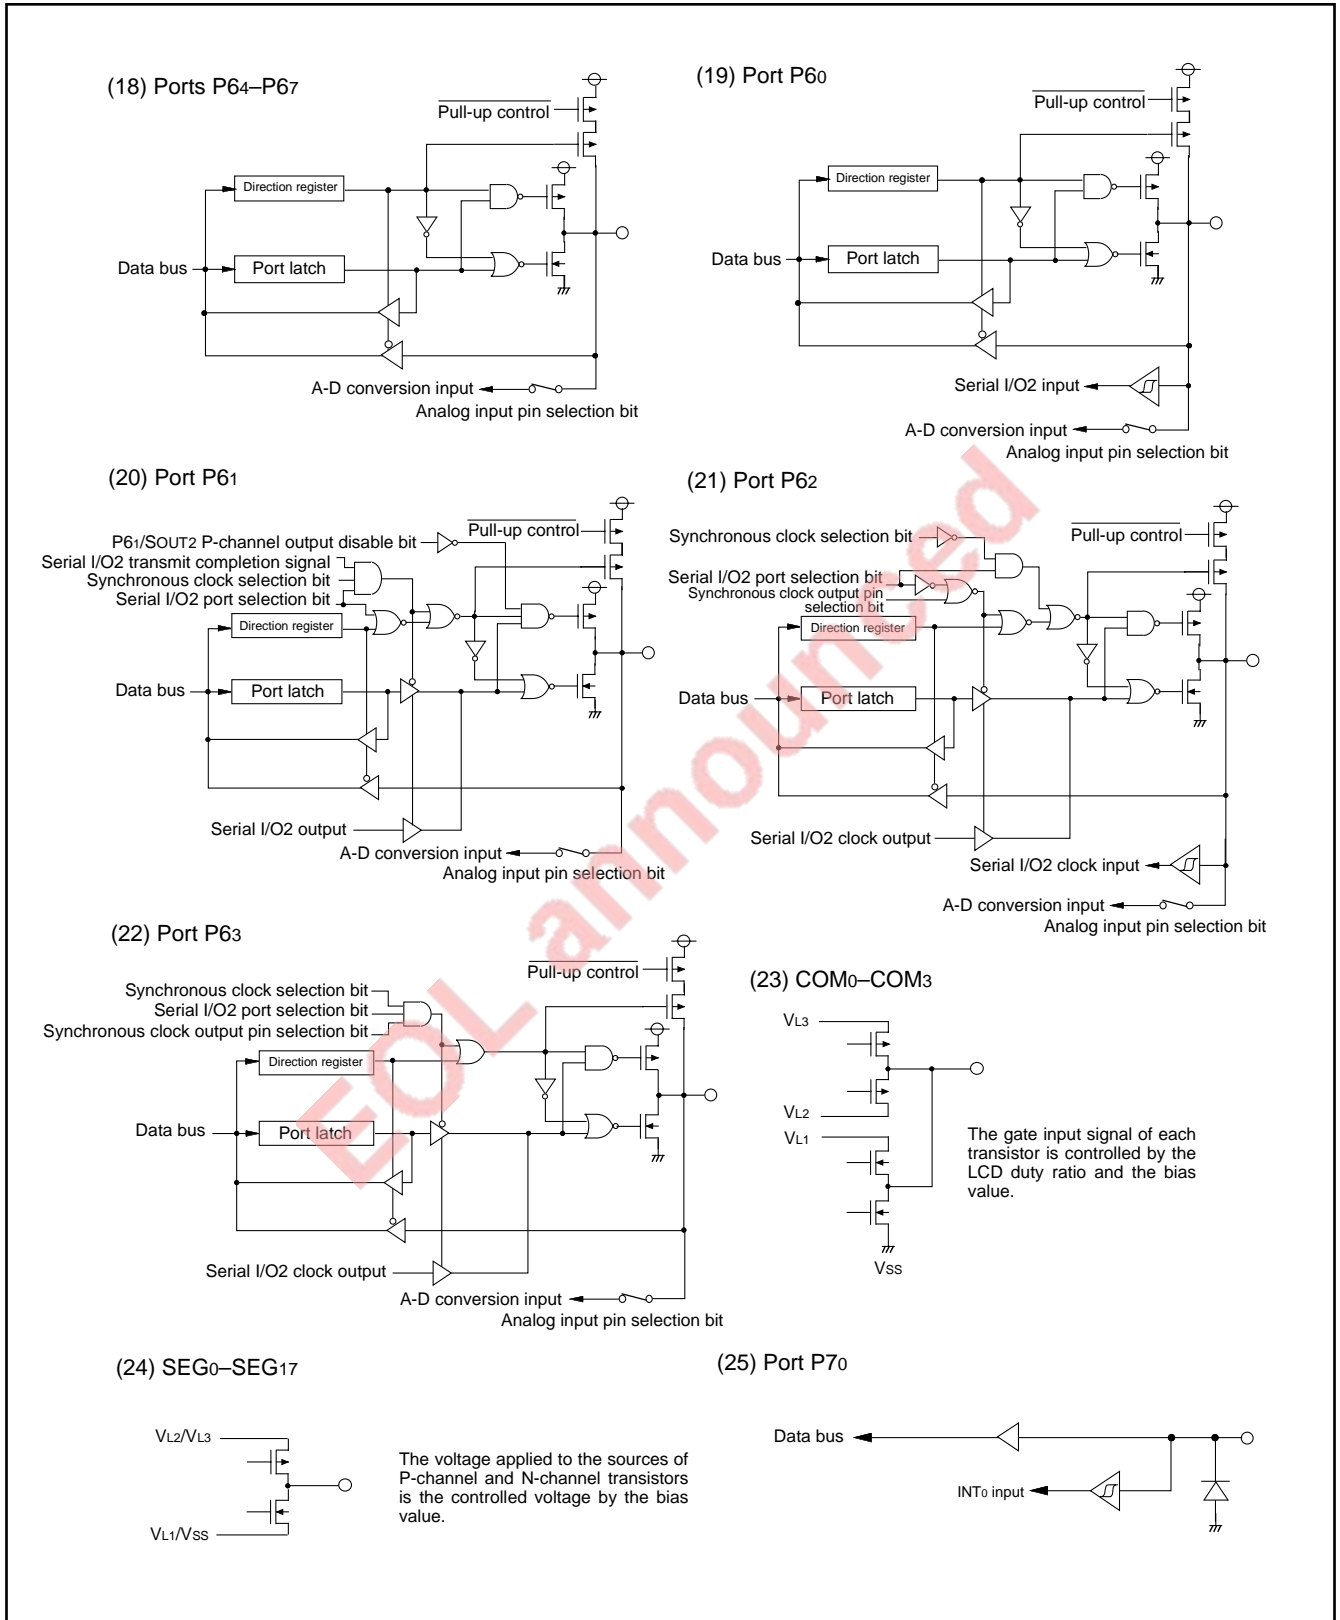 (18) Ports P64–P67
Pull-up control
Direction register
Data bus
Port latch
A-D conversion input
Analog input pin selection bit
(19) Port P60
Pull-up control
Direction register
Data bus
Port latch
Serial I/O2 input
A-D conversion input
Analog input pin selection bit
(20) Port P61
Pull-up control
P61/SOUT2 P-channel output disable bit
Serial I/O2 transmit completion signal
Synchronous clock selection bit
Serial I/O2 port selection bit
Direction register
Data bus
Port latch
Serial I/O2 output
A-D conversion input
Analog input pin selection bit
(21) Port P62
Synchronous clock selection bit
Pull-up control
Serial I/O2 port selection bit
Synchronous clock output pin
selection bit
Direction register
Data bus
Port latch
Serial I/O2 clock output
Serial I/O2 clock input
A-D conversion input
Analog input pin selection bit
(22) Port P63
Pull-up control
Synchronous clock selection bit
Serial I/O2 port selection bit
Synchronous clock output pin selection bit
Direction register
Data bus
Port latch
Serial I/O2 clock output
A-D conversion input
Analog input pin selection bit
(23) COM0–COM3
VL3
VL2
VL1
VSS
The gate input signal of each
transistor is controlled by the
LCD duty ratio and the bias
value.
(24) SEG0–SEG17
VL2/VL3
VL1/VSS
The voltage applied to the sources of
P-channel and N-channel transistors
is the controlled voltage by the bias
value.
(25) Port P70
Data bus
INT0 input
EOL announced